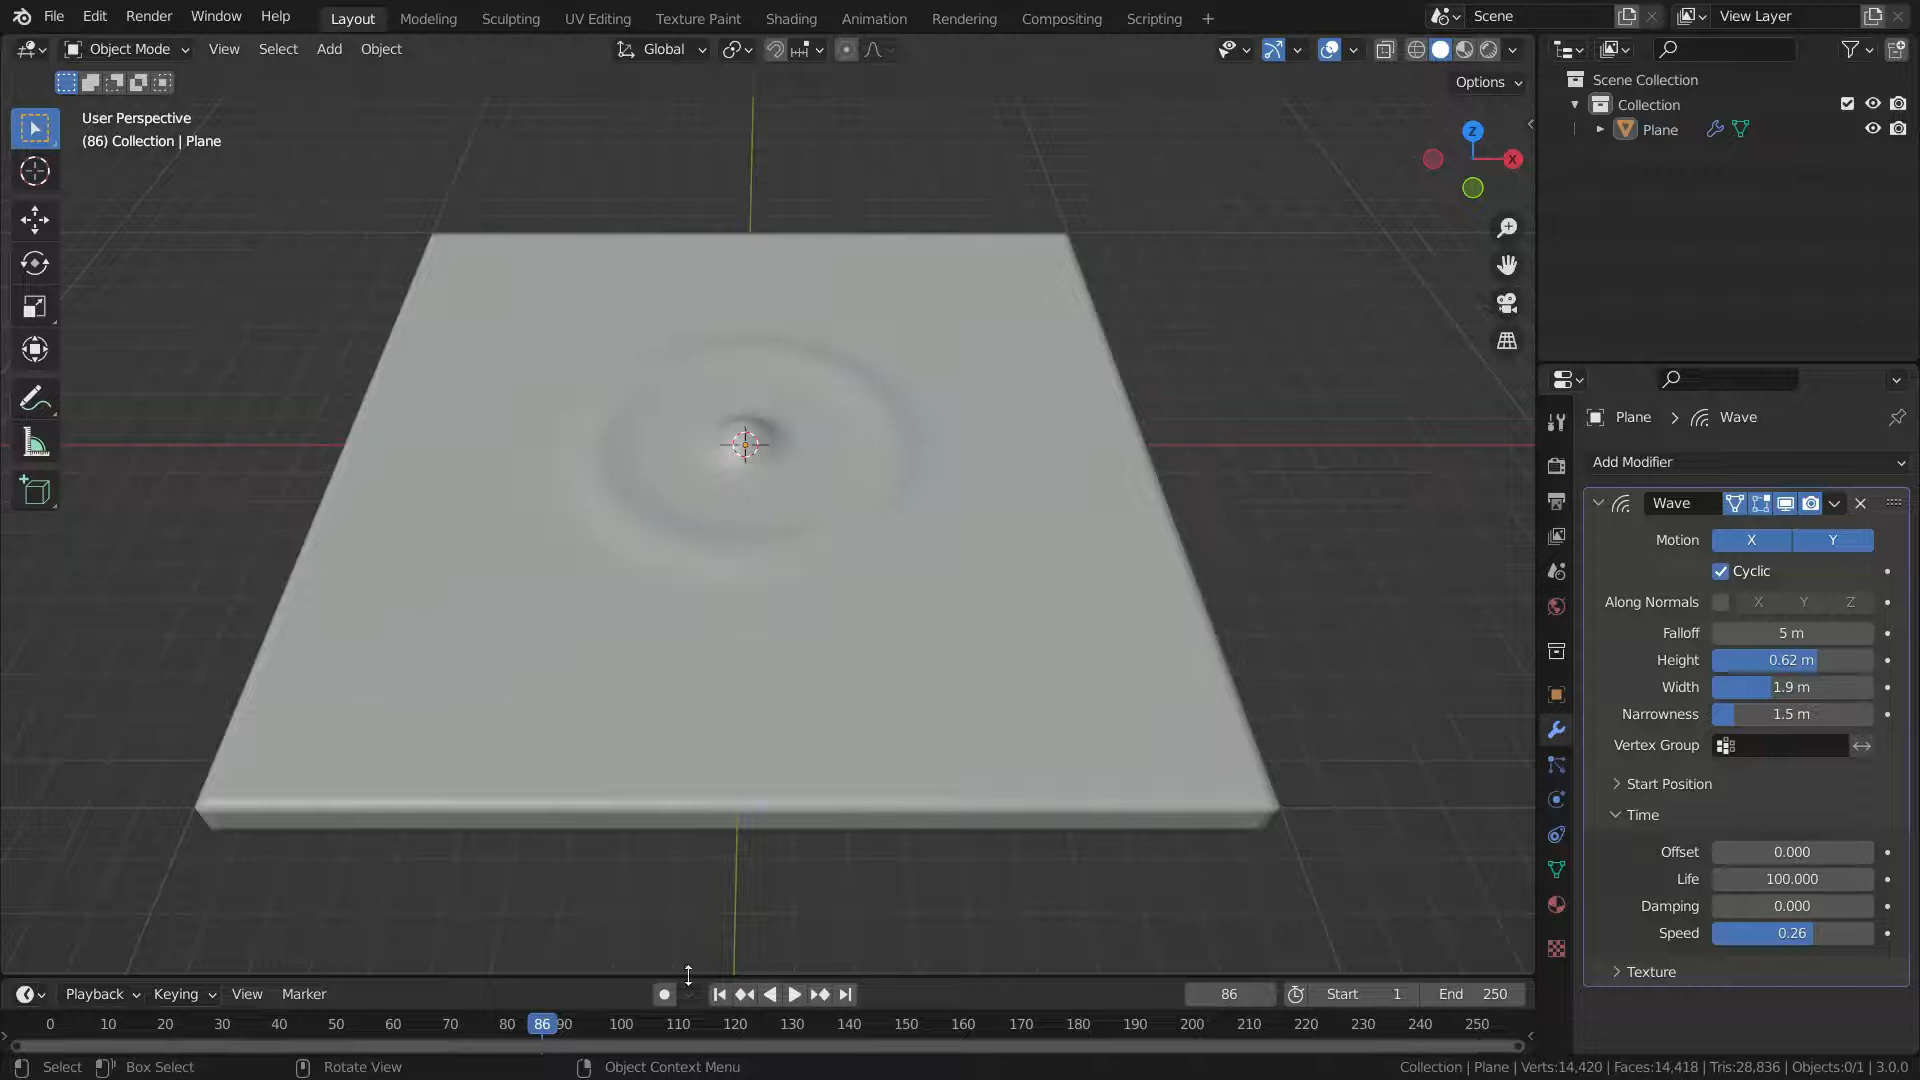 File Edit Render Window Help
Layout Modeling Sculpting UV Editing Texture Paint Shading Animation Rendering Compositing Scripting +
Scene View Layer
Object Mode View Select Add Object
Global
Options
User Perspective
(86) Collection | Plane
Z
X
Scene Collection
Collection
Plane
Plane > Wave
Add Modifier
Wave
Motion X Y
Cyclic
Along Normals X Y Z
Falloff 5 m
Height 0.62 m
Width 1.9 m
Narrowness 1.5 m
Vertex Group
Start Position
Time
Offset 0.000
Life 100.000
Damping 0.000
Speed 0.26
Texture
Playback Keying View Marker
86 Start 1 End 250
0 10 20 30 40 50 60 70 80 86 90 100 110 120 130 140 150 160 170 180 190 200 210 220 230 240 250
Select Box Select Rotate View Object Context Menu
Collection | Plane | Verts:14,420 | Faces:14,418 | Tris:28,836 | Objects:0/1 | 3.0.0